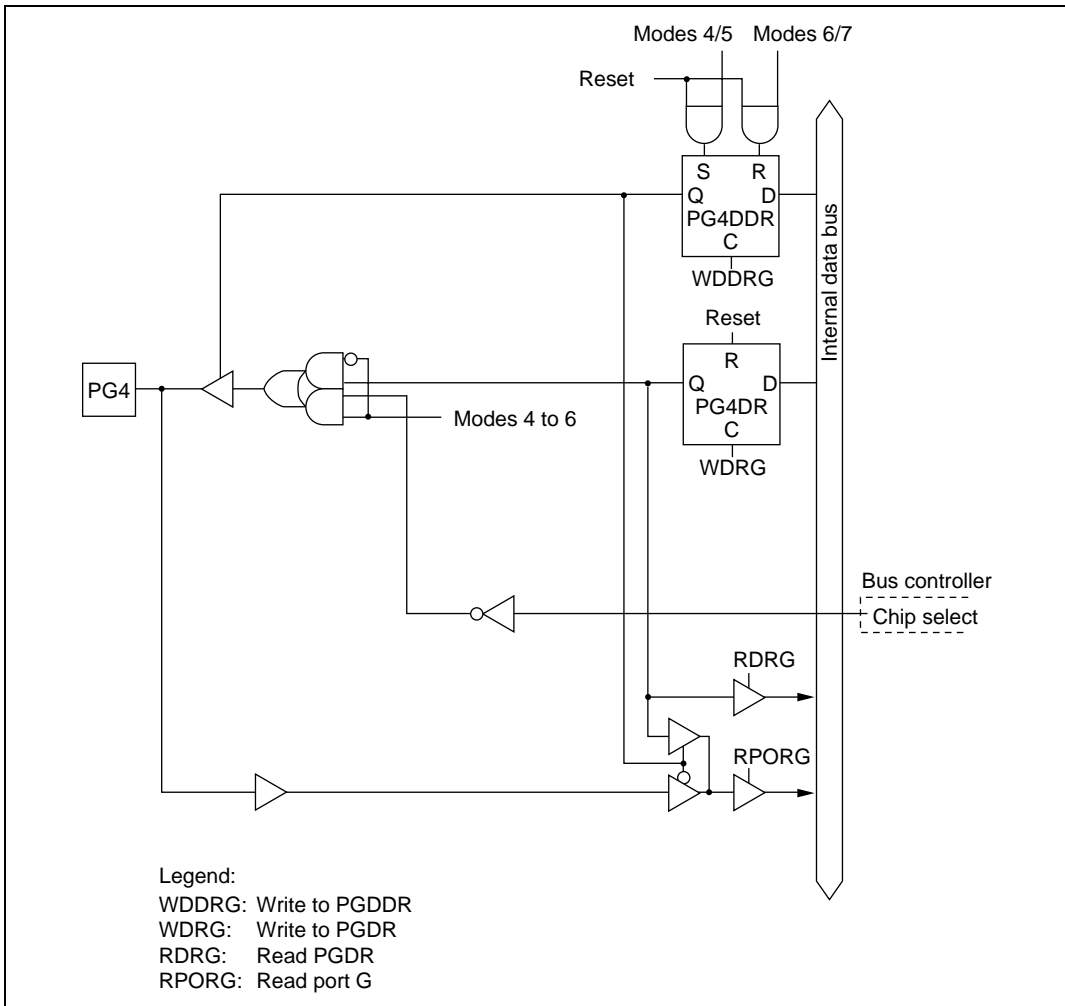 Modes 4/5 Modes 6/7
Reset
S R
Q D
PG4DDR
C
WDDRG
Internal data bus
Reset
R
PG4
Q D
PG4DR
C
Modes 4 to 6
WDRG
Bus controller
Chip select
RDRG
RPORG
Legend:
WDDRG: Write to PGDDR
WDRG: Write to PGDR
RDRG: Read PGDR
RPORG: Read port G